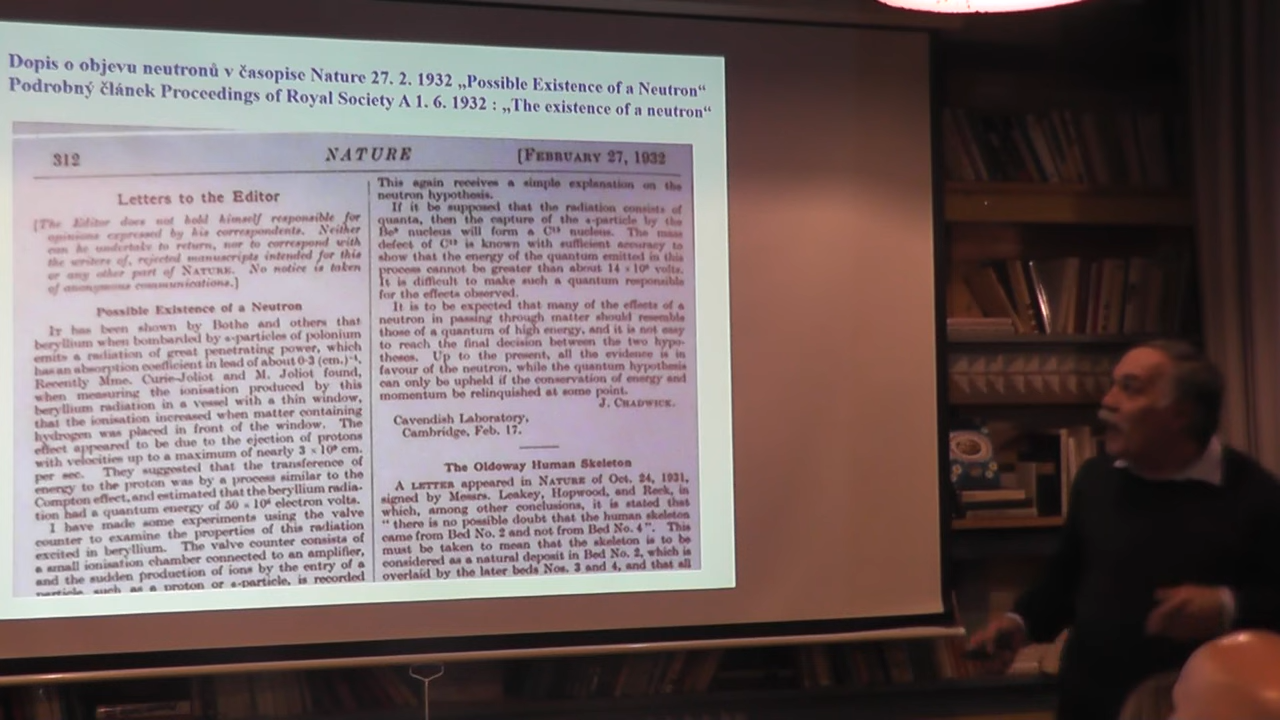 Dopis o objevu neutronů v časopise Nature 27. 2. 1932 „Possible Existence of a Neutron“
Podrobný článek Proceedings of Royal Society A 1. 6. 1932 : „The existence of a neutron“
312
NATURE
[FEBRUARY 27, 1932
Letters to the Editor
[The Editor does not hold himself responsible for
opinions expressed by his correspondents. Neither
can he undertake to return, nor to correspond with
the writers of, rejected manuscripts intended for this
or any other part of NATURE. No notice is taken
of anonymous communications.]
Possible Existence of a Neutron
IT has been shown by Bothe and others that
beryllium when bombarded by α-particles of polonium
emits a radiation of great penetrating power, which
has an absorption coefficient in lead of about 0·3 (cm.)⁻¹.
Recently Mme. Curie-Joliot and M. Joliot found,
when measuring the ionisation produced by this
beryllium radiation in a vessel with a thin window,
that the ionisation increased when matter containing
hydrogen was placed in front of the window. The
effect appeared to be due to the ejection of protons
with velocities up to a maximum of nearly 3 × 10⁹ cm.
per sec. They suggested that the transference of
energy to the proton was by a process similar to the
Compton effect, and estimated that the beryllium radia-
tion had a quantum energy of 50 × 10⁶ electron volts.
I have made some experiments using the valve
counter to examine the properties of this radiation
excited in beryllium. The valve counter consists of
a small ionisation chamber connected to an amplifier,
and the sudden production of ions by the entry of a
particle, such as a proton or α-particle, is recorded
This again receives a simple explanation on the
neutron hypothesis.
If it be supposed that the radiation consists of
quanta, then the capture of the α-particle by the
Be⁹ nucleus will form a C¹³ nucleus. The mass
defect of C¹³ is known with sufficient accuracy to
show that the energy of the quantum emitted in this
process cannot be greater than about 14 × 10⁶ volts.
It is difficult to make such a quantum responsible
for the effects observed.
It is to be expected that many of the effects of a
neutron in passing through matter should resemble
those of a quantum of high energy, and it is not easy
to reach the final decision between the two hypo-
theses. Up to the present, all the evidence is in
favour of the neutron, while the quantum hypothesis
can only be upheld if the conservation of energy and
momentum be relinquished at some point.
J. CHADWICK.
Cavendish Laboratory,
Cambridge, Feb. 17.
The Oldoway Human Skeleton
A LETTER appeared in NATURE of Oct. 24, 1931,
signed by Messrs. Leakey, Hopwood, and Reck, in
which, among other conclusions, it is stated that
" there is no possible doubt that the human skeleton
came from Bed No. 2 and not from Bed No. 4 ". This
must be taken to mean that the skeleton is to be
considered as a natural deposit in Bed No. 2, which is
overlaid by the later beds Nos. 3 and 4, and that all